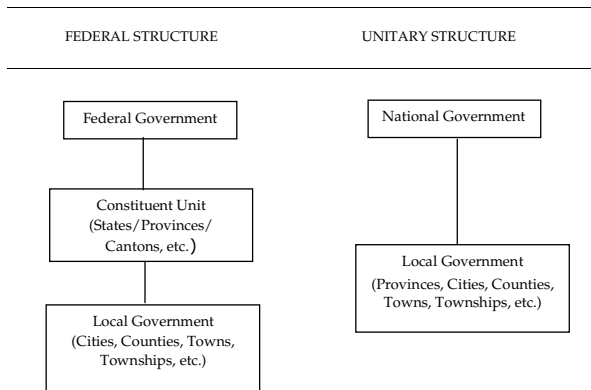 FEDERAL STRUCTURE
UNITARY STRUCTURE
Federal Government
Constituent Unit
(States/Provinces/
Cantons, etc.)
Local Government
(Cities, Counties, Towns,
Townships, etc.)
National Government
Local Government
(Provinces, Cities, Counties,
Towns, Townships, etc.)